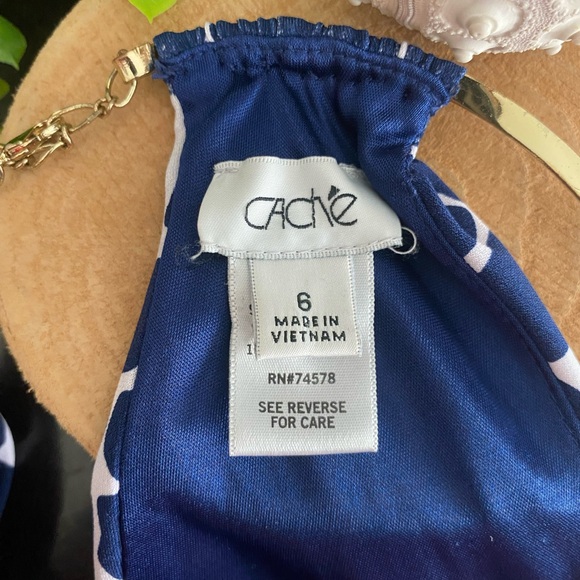 caché
6
MADE IN
VIETNAM
RN#74578
SEE REVERSE
FOR CARE